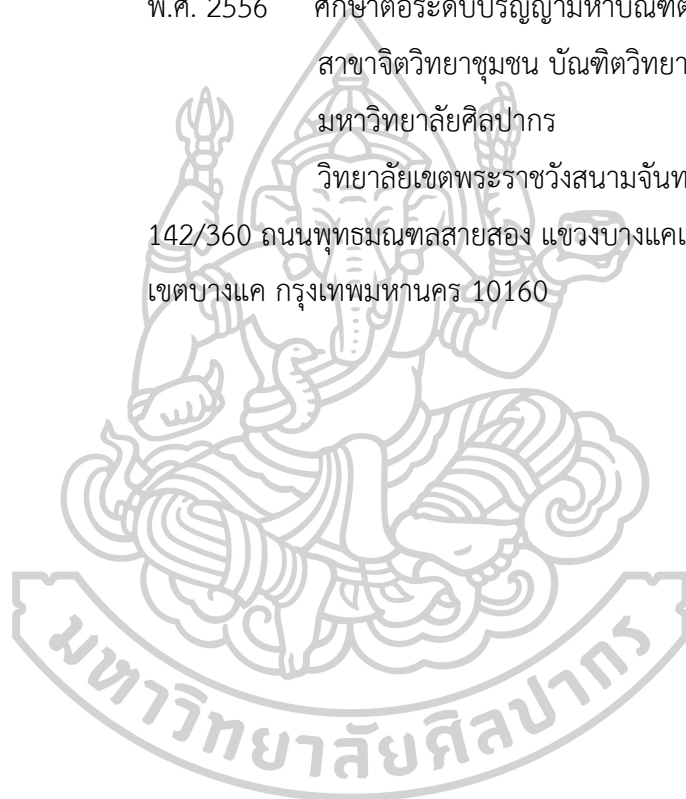 พ.ศ. 2556 ศึกษาต่อระดับปริญญามหาบัณฑิต
สาขาจิตวิทยาชุมชน บัณฑิตวิทยา
มหาวิทยาลัยศิลปากร
วิทยาลัยเขตพระราชวังสนามจันท
142/360 ถนนพุทธมณฑลสายสอง แขวงบางแคเ
เขตบางแค กรุงเทพมหานคร 10160
มหาวิทยาลัยศิลปากร